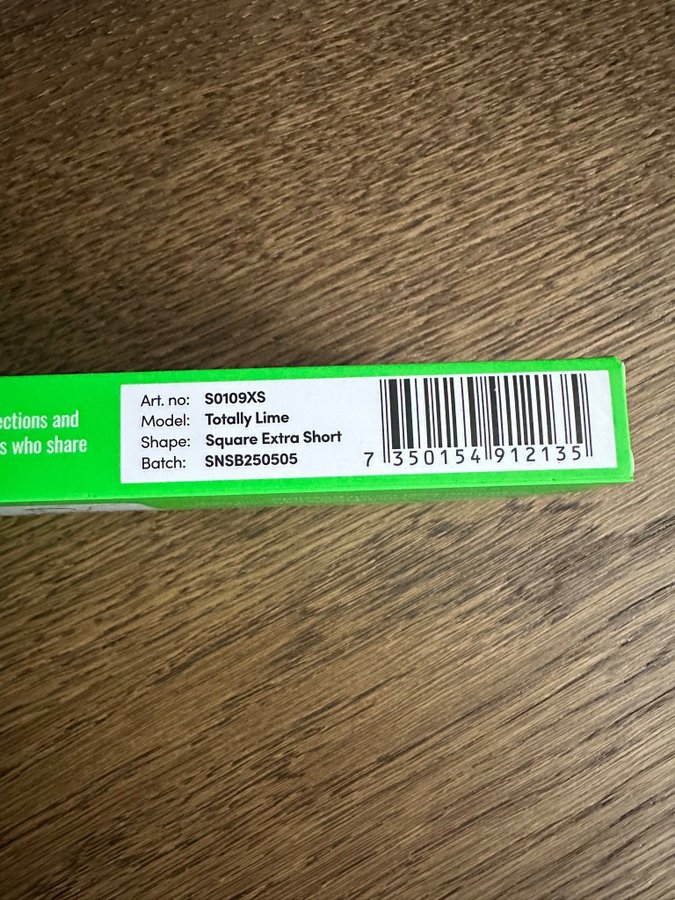 ections and
s who share
Art. no: S0109XS
Model: Totally Lime
Shape: Square Extra Short
Batch: SNSB250505
7 350154 912135